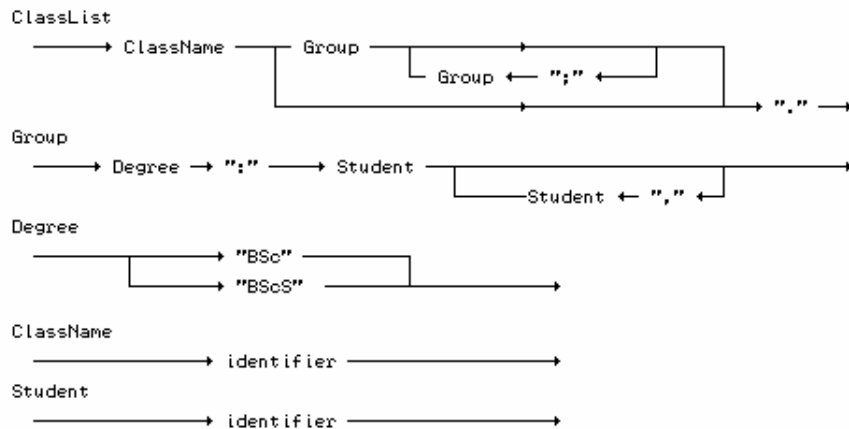 ClassList
ClassName Group
Group ";"
"."
Group
Degree ":" Student
Student ","
Degree
"BSc"
"BScS"
ClassName
identifier
Student
identifier